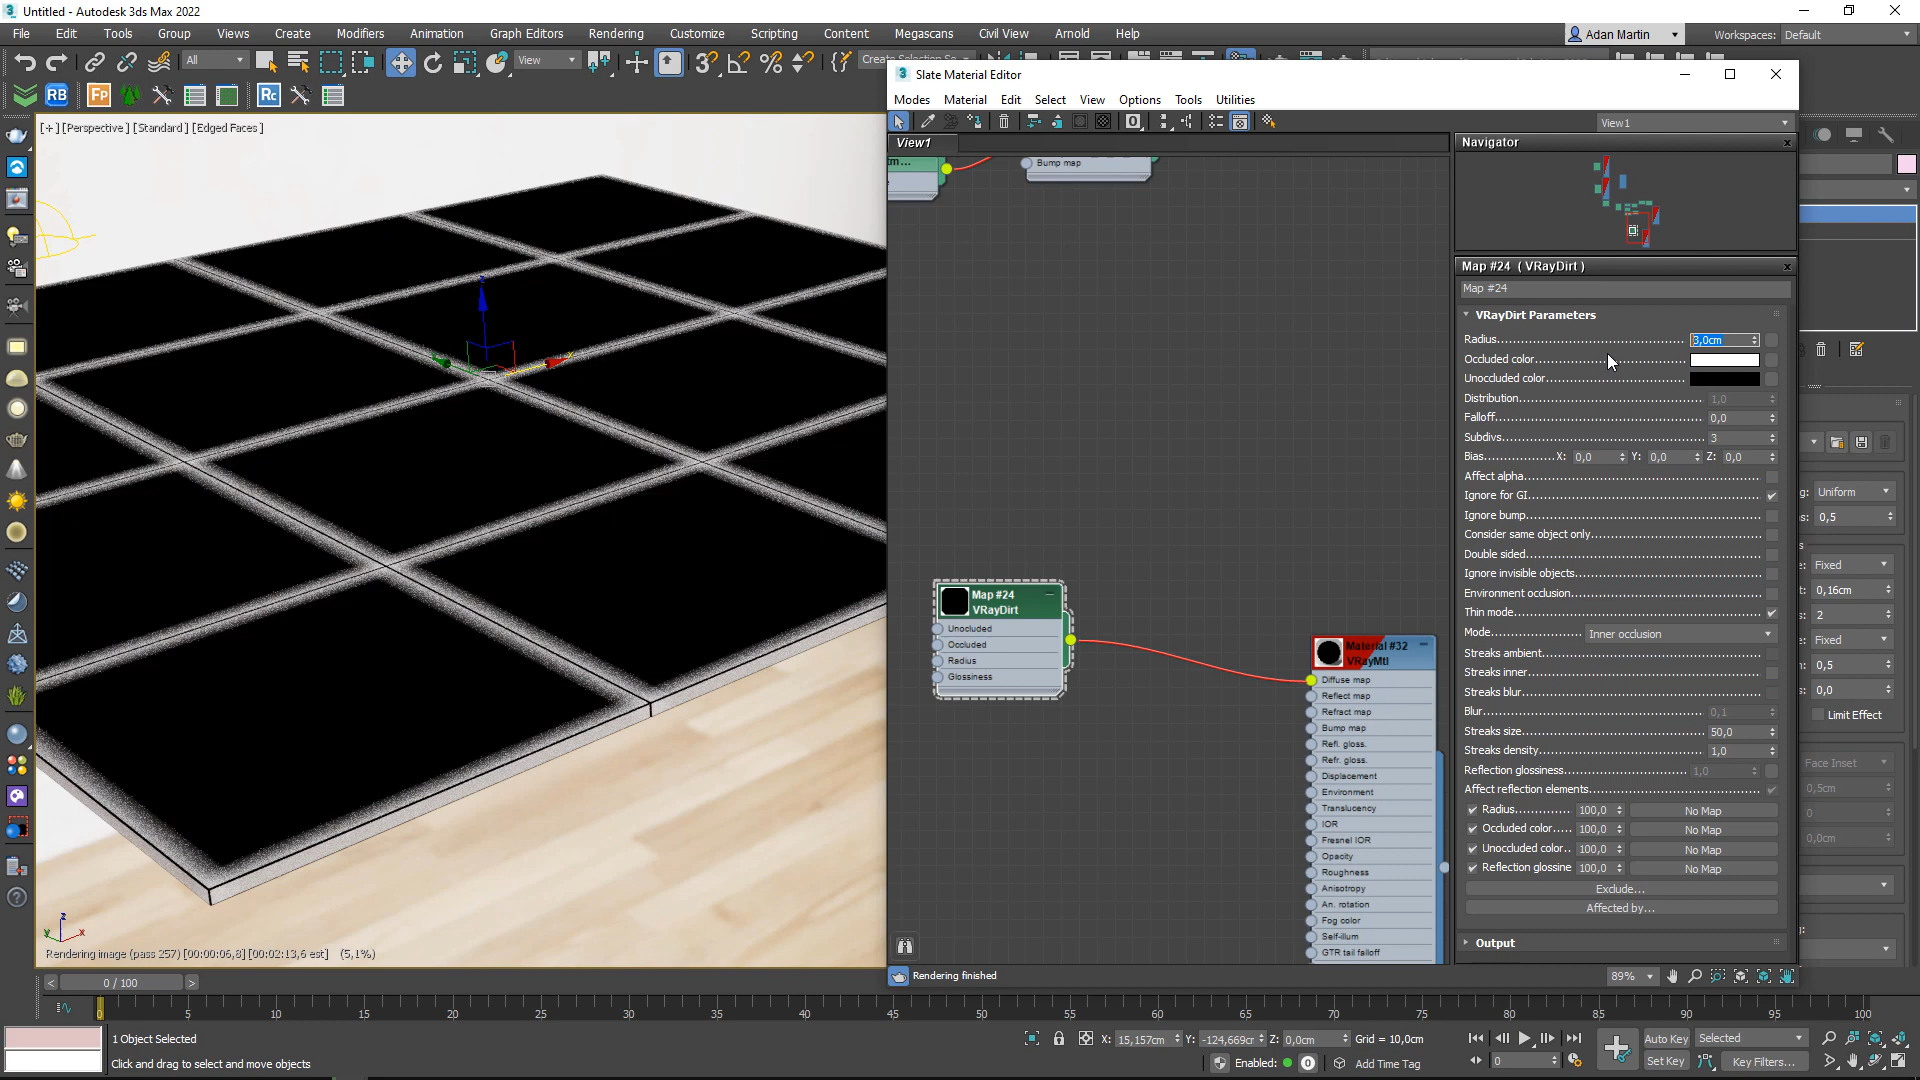 Untitled - Autodesk 3ds Max 2022
File Edit Tools Group Views Create Modifiers Animation Graph Editors Rendering Customize Scripting Content Megascans Civil View Arnold Help
Adan Martin
Workspaces: Default
All
View
Create Selection Se
RB
Fp
Rc
Slate Material Editor
Modes Material Edit Select View Options Tools Utilities
View1
View1
[+] [Perspective ] [Standard ] [Edged Faces ]
Rendering image (pass 257) [00:00:06,8] [00:02:13,6 est] (5,1%)
Bump map
Map #24
VRayDirt
Unocluded
Occluded
Radius
Glossiness
Material #32
VRayMtl
Diffuse map
Reflect map
Refract map
Bump map
Refl. gloss.
Refr. gloss.
Displacement
Environment
Translucency
IOR
Fresnel IOR
Opacity
Roughness
Anisotropy
An. rotation
Fog color
Self-illum
GTR tail falloff
Navigator
Map #24 ( VRayDirt )
Map #24
VRayDirt Parameters
Radius 3,0cm
Occluded color
Unoccluded color
Distribution 1,0
Falloff 0,0
Subdivs 3
Bias X: 0,0 Y: 0,0 Z: 0,0
Affect alpha
Ignore for GI
Ignore bump
Consider same object only
Double sided
Ignore invisible objects
Environment occlusion
Thin mode
Mode Inner occlusion
Streaks ambient
Streaks inner
Streaks blur
Blur 0,1
Streaks size 50,0
Streaks density 1,0
Reflection glossiness 1,0
Affect reflection elements
Radius 100,0 No Map
Occluded color 100,0 No Map
Unoccluded color 100,0 No Map
Reflection glossine 100,0 No Map
Exclude...
Affected by...
Output
Uniform
0,5
Fixed
0,16cm
2
Fixed
0,5
0,0
Limit Effect
Face Inset
0,5cm
0
0,0cm
Rendering finished
89%
0 / 100
0 5 10 15 20 25 30 35 40 45 50 55 60 65 70 75 80 85 90 95 100
1 Object Selected
Click and drag to select and move objects
X: 15,157cm Y: -124,669cr Z: 0,0cm Grid = 10,0cm
Enabled: Add Time Tag
0
Auto Key Selected
Set Key Key Filters...